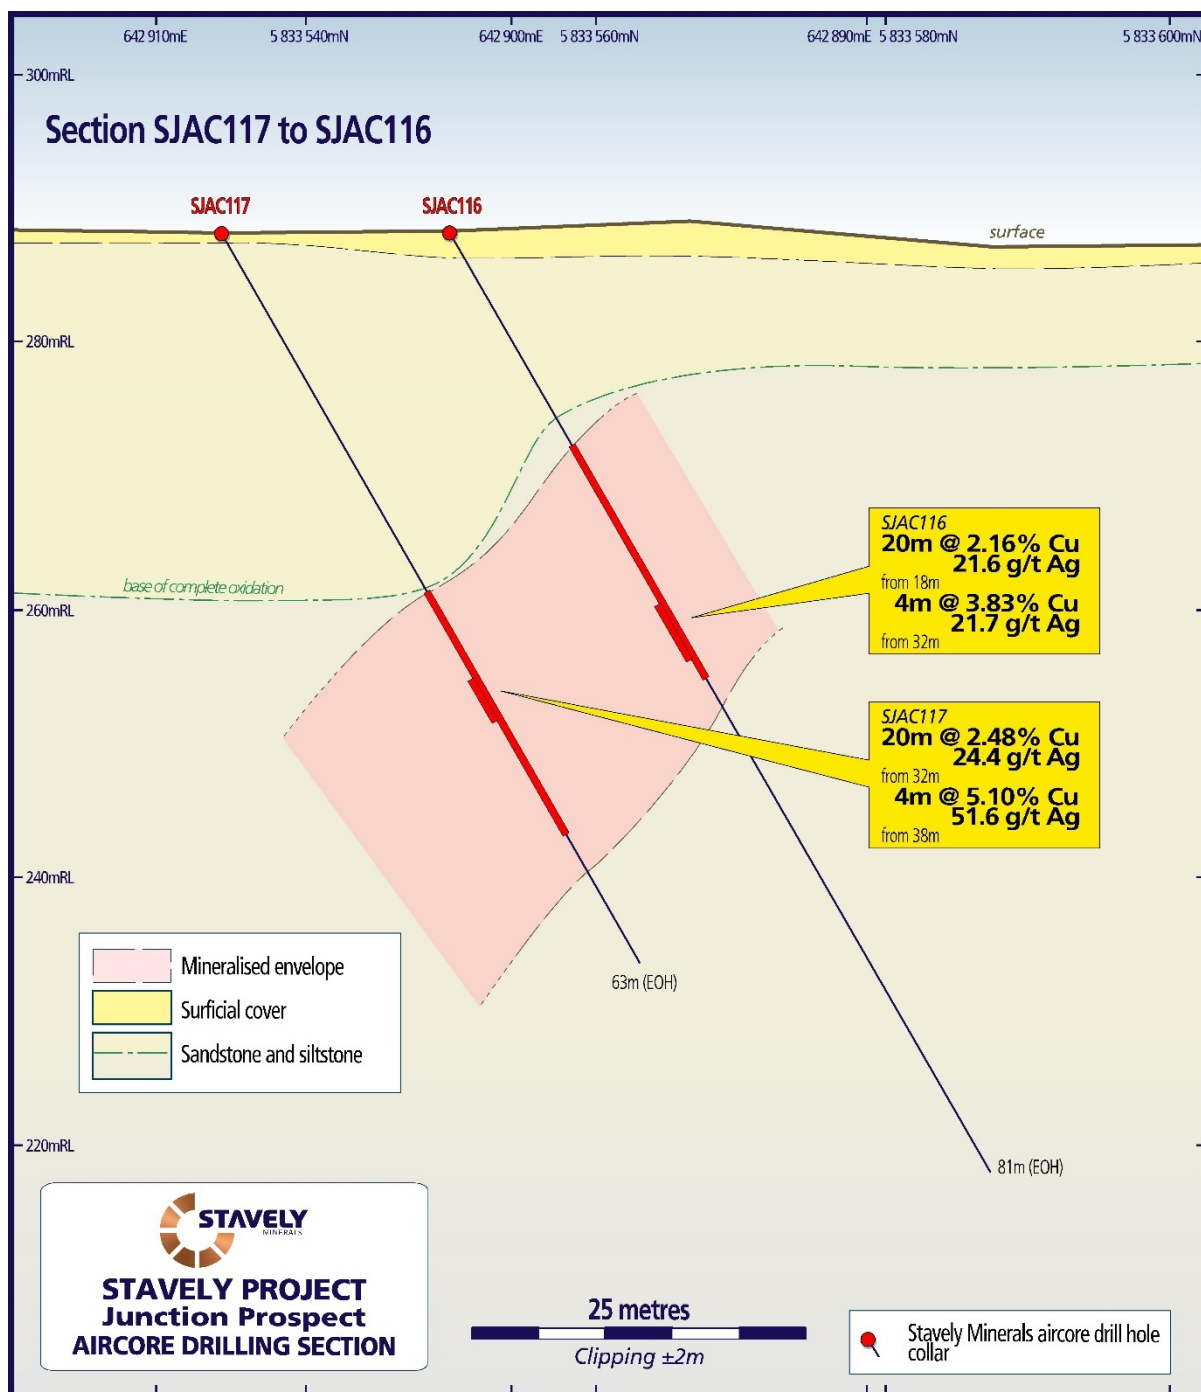 642 910mE 5 833 540mN 642 900mE 5 833 560mN 642 890mE 5 833 580mN 5 833 600mN
300mRL
Section SJAC117 to SJAC116
SJAC117 SJAC116
surface
280mRL
base of complete oxidation
260mRL
SJAC116
20m @ 2.16% Cu
21.6 g/t Ag
from 18m
4m @ 3.83% Cu
21.7 g/t Ag
from 32m
SJAC117
20m @ 2.48% Cu
24.4 g/t Ag
from 32m
4m @ 5.10% Cu
51.6 g/t Ag
from 38m
240mRL
Mineralised envelope
Surficial cover
Sandstone and siltstone
63m (EOH)
220mRL
81m (EOH)
STAVELY
MINERALS
STAVELY PROJECT
Junction Prospect
AIRCORE DRILLING SECTION
25 metres
Clipping ±2m
Stavely Minerals aircore drill hole
collar